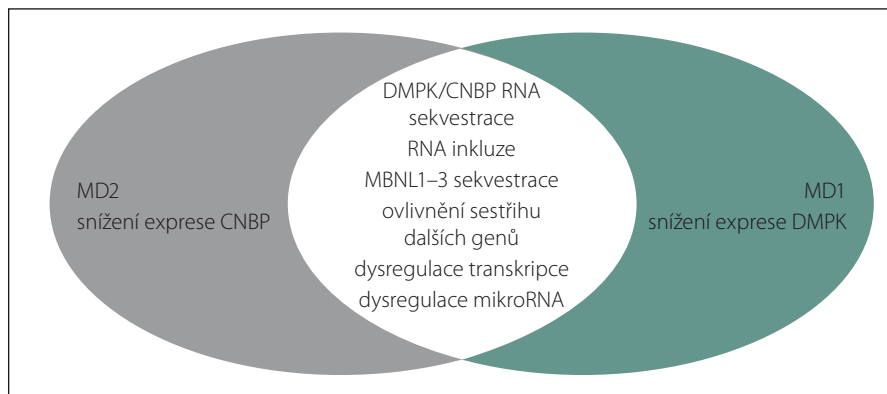 MD2
snížení exprese CNBP
DMPK/CNBP RNA
sekvestrace
RNA inkluze
MBNL1–3 sekvestrace
ovlivnění sestřihu
dalších genů
dysregulace transkripce
dysregulace mikroRNA
MD1
snížení exprese DMPK